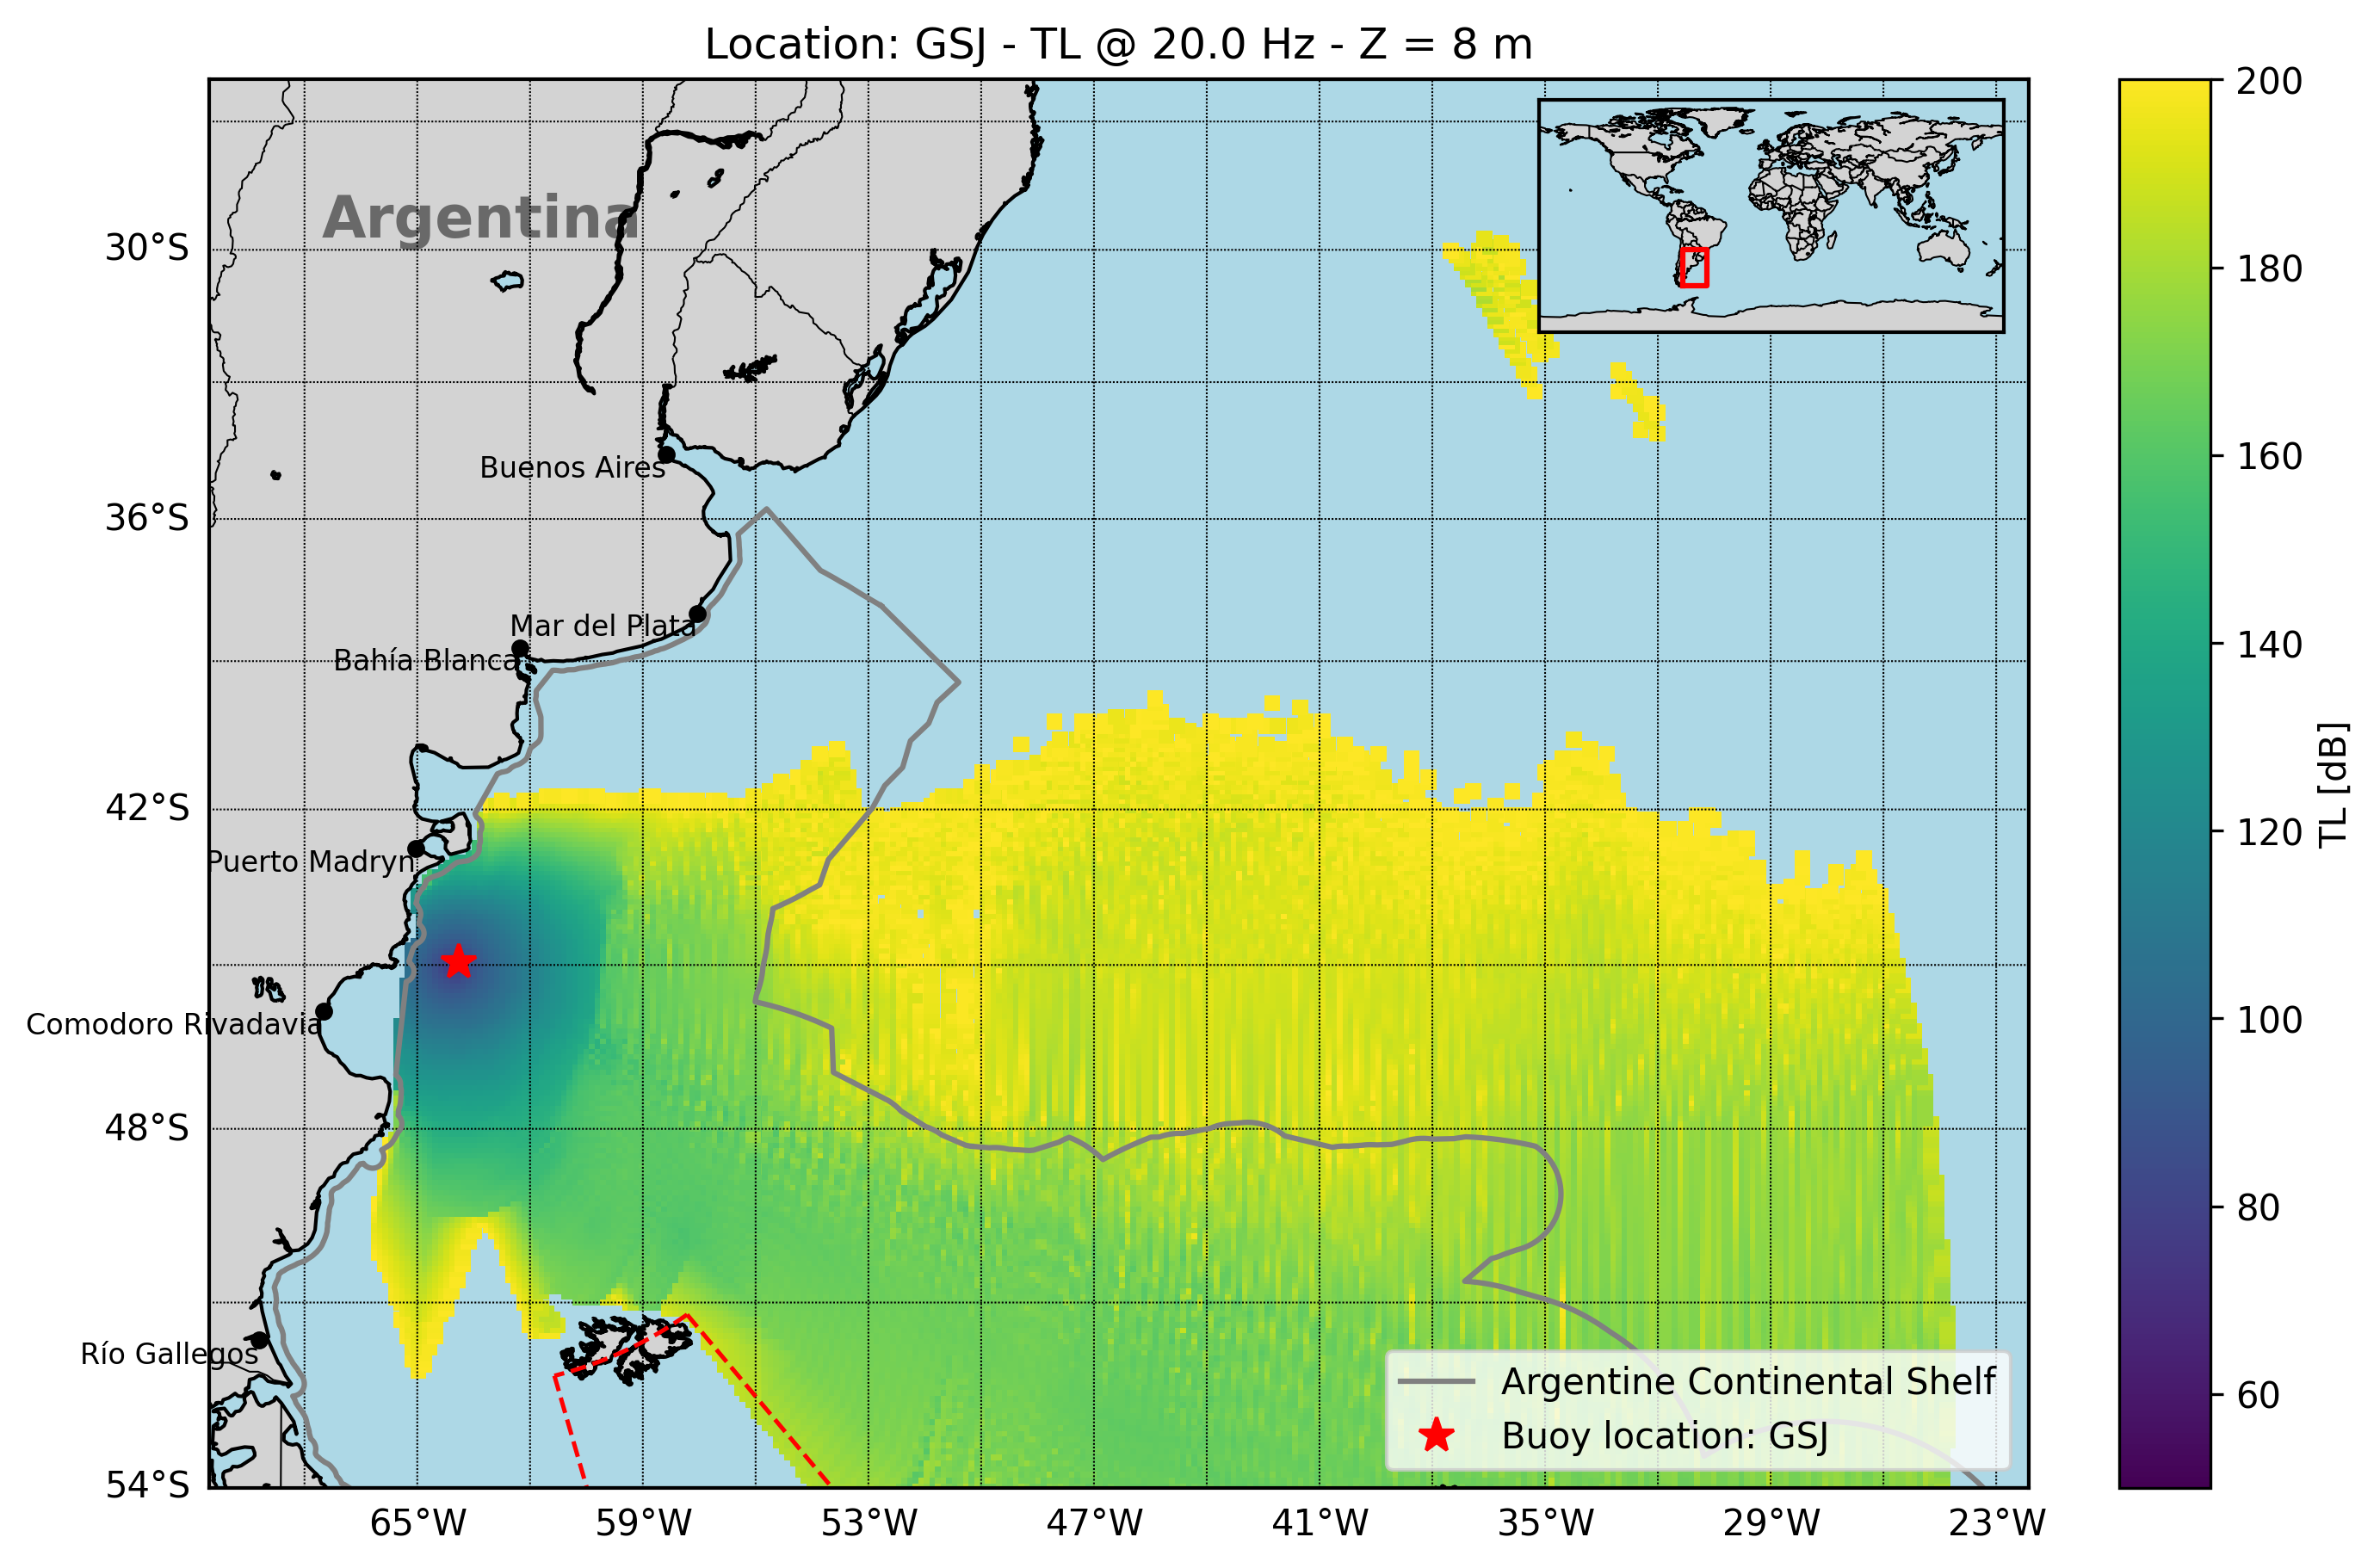 Location: GSJ - TL @ 20.0 Hz - Z = 8 m
Argentina
Buenos Aires
Mar del Plata
Bahía Blanca
Puerto Madryn
Comodoro Rivadavia
Río Gallegos
30°S
36°S
42°S
48°S
54°S
65°W
59°W
53°W
47°W
41°W
35°W
29°W
23°W
Argentine Continental Shelf
Buoy location: GSJ
200
180
160
140
120
100
80
60
TL [dB]